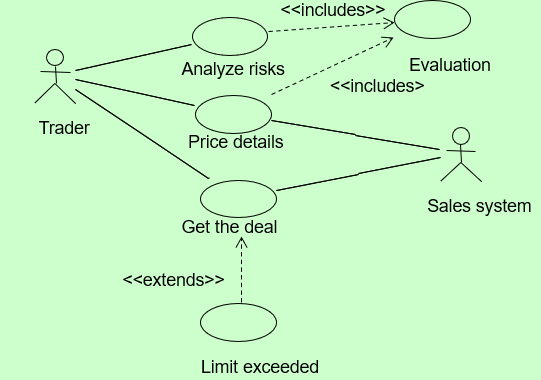 <<includes>>
Evaluation
Analyze risks
<<includes>
Trader
Price details
Sales system
Get the deal
<<extends>>
Limit exceeded